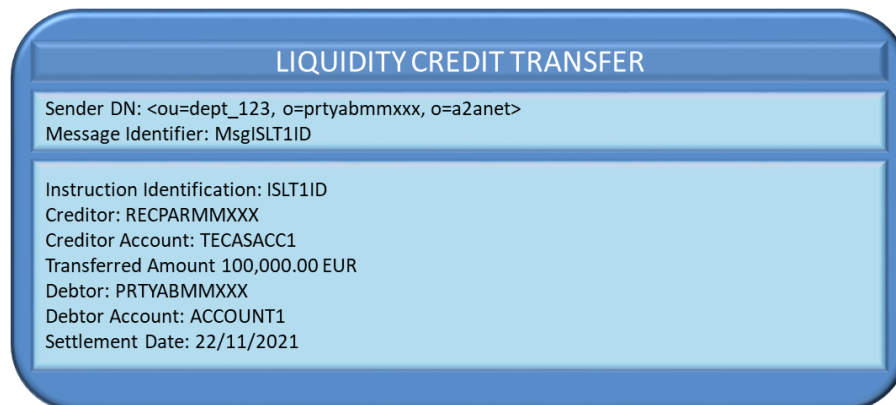 LIQUIDITY CREDIT TRANSFER
Sender DN: <ou=dept_123, o=prtyabmmxxx, o=a2anet>
Message Identifier: MsgISLT1ID
Instruction Identification: ISLT1ID
Creditor: RECPARMMXXX
Creditor Account: TECASACC1
Transferred Amount 100,000.00 EUR
Debtor: PRTYABMMXXX
Debtor Account: ACCOUNT1
Settlement Date: 22/11/2021